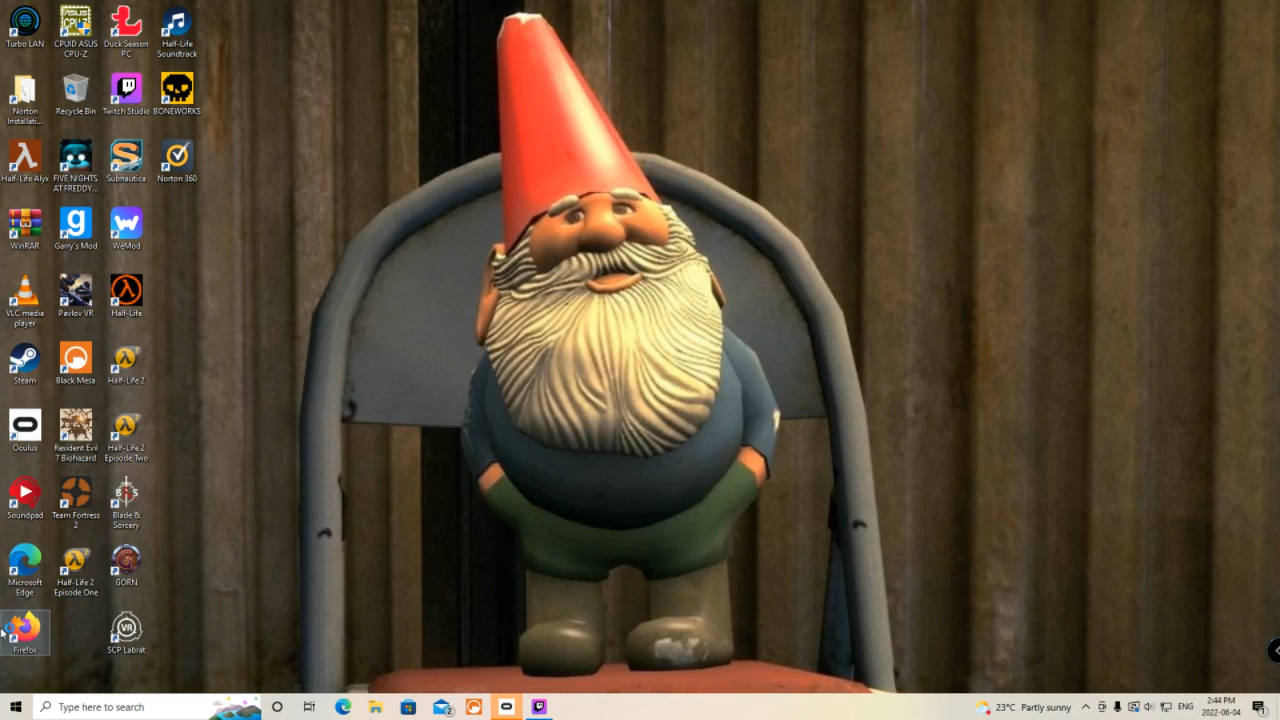 Turbo LAN
CPUID ASUS
CPU-Z
Duck Season
PC
Half-Life
Soundtrack
Norton
Installati...
Recycle Bin
Twitch Studio
BONEWORKS
Half-Life Alyx
FIVE NIGHTS
AT FREDDY...
Subnautica
Norton 360
WinRAR
Garry's Mod
WeMod
VLC media
player
Pavlov VR
Half-Life
Steam
Black Mesa
Half-Life 2
Oculus
Resident Evil
7 Biohazard
Half-Life 2
Episode Two
Soundpad
Team Fortress
2
Blade &
Sorcery
Microsoft
Edge
Half-Life 2
Episode One
GORN
Firefox
VR
SCP Labrat
Type here to search
2
23°C Partly sunny
ENG
2:44 PM
2022-06-04
1